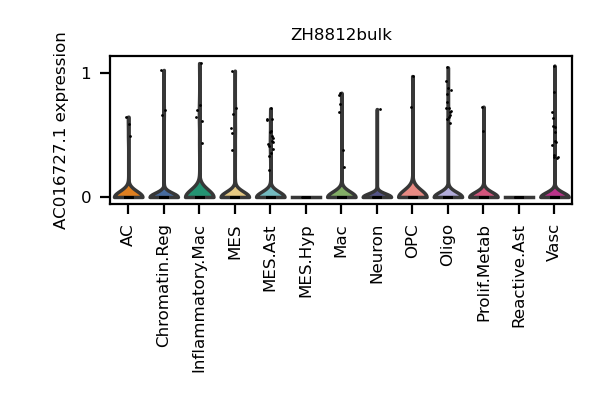 ZH8812bulk
AC016727.1 expression
1
0
AC
Chromatin.Reg
Inflammatory.Mac
MES
MES.Ast
MES.Hyp
Mac
Neuron
OPC
Oligo
Prolif.Metab
Reactive.Ast
Vasc